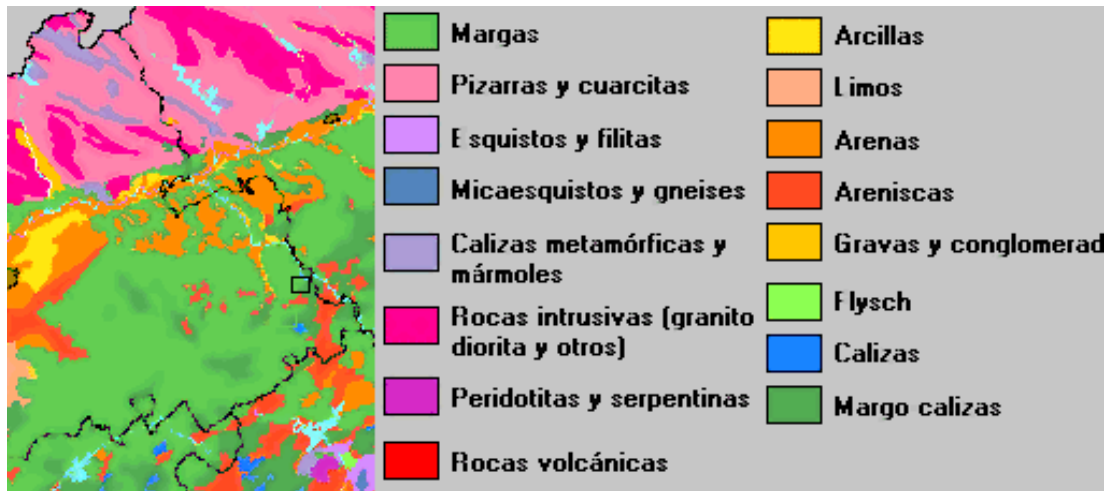 Margas
Pizarras y cuarcitas
Esquistos y filitas
Micaesquistos y gneises
Calizas metamórficas y
mármoles
Rocas intrusivas (granito
diorita y otros)
Peridotitas y serpentinas
Rocas volcánicas
Arcillas
Limos
Arenas
Areniscas
Gravas y conglomerad
Flysch
Calizas
Margo calizas